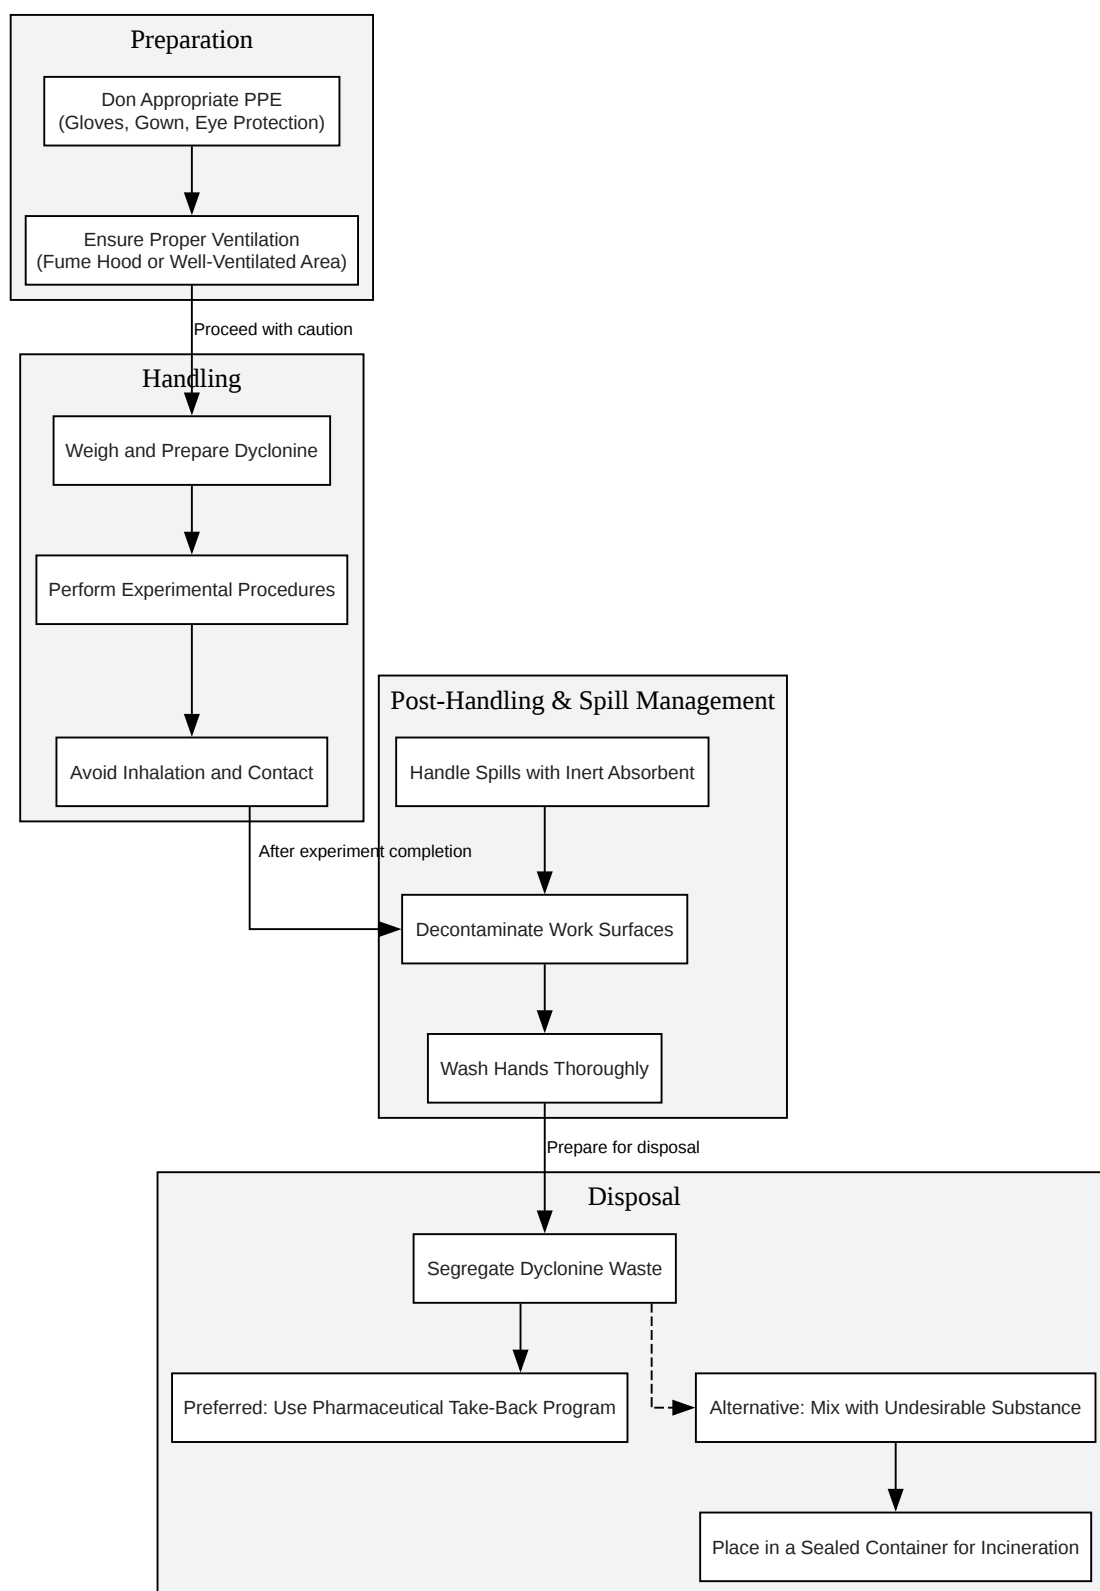 Preparation
Don Appropriate PPE
(Gloves, Gown, Eye Protection)
Ensure Proper Ventilation
(Fume Hood or Well-Ventilated Area)
Proceed with caution
Handling
Weigh and Prepare Dyclonine
Perform Experimental Procedures
Avoid Inhalation and Contact
After experiment completion
Post-Handling & Spill Management
Handle Spills with Inert Absorbent
Decontaminate Work Surfaces
Wash Hands Thoroughly
Prepare for disposal
Disposal
Segregate Dyclonine Waste
Preferred: Use Pharmaceutical Take-Back Program
Alternative: Mix with Undesirable Substance
Place in a Sealed Container for Incineration